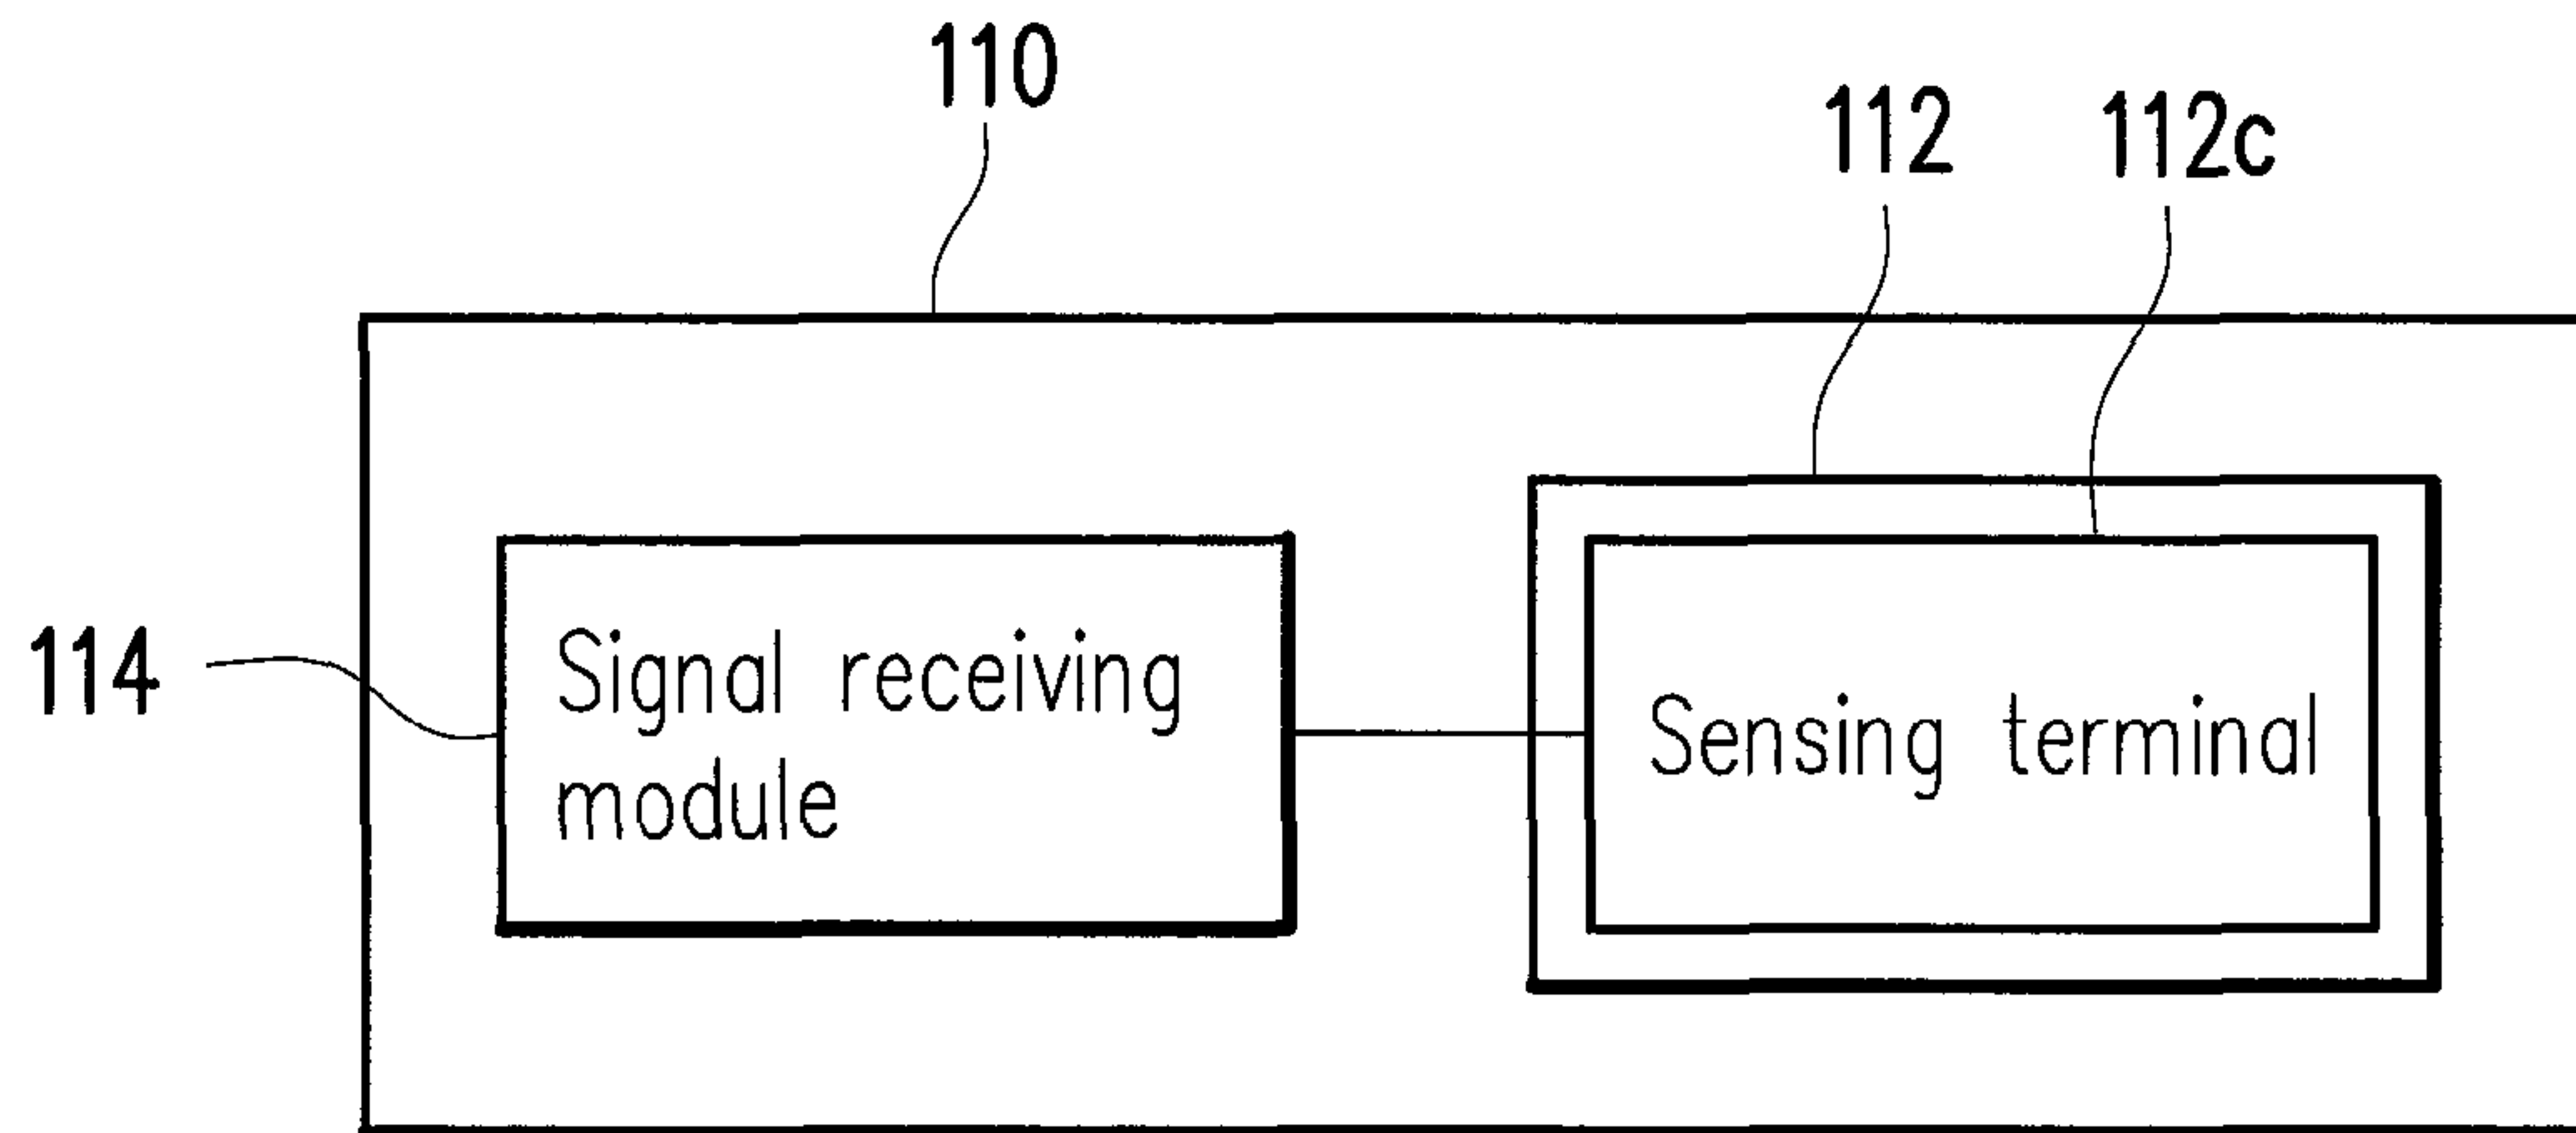 110
112
112c
114
Signal receiving
module
Sensing terminal